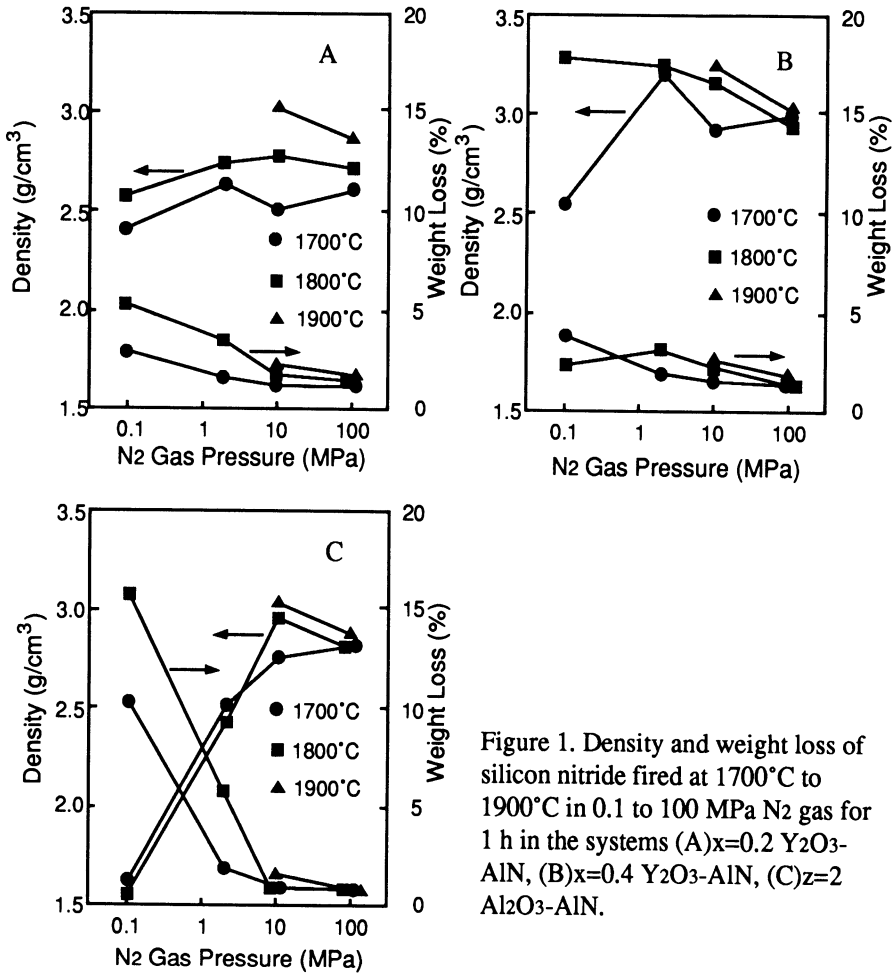 A
3.5
3.0
2.5
2.0
1.5
Density (g/cm3)
20
15
10
5
0
Weight Loss (%)
1700°C
1800°C
1900°C
0.1 1 10 100
N2 Gas Pressure (MPa)
B
3.5
3.0
2.5
2.0
1.5
Density (g/cm3)
20
15
10
5
0
Weight Loss (%)
1700°C
1800°C
1900°C
0.1 1 10 100
N2 Gas Pressure (MPa)
C
3.5
3.0
2.5
2.0
1.5
Density (g/cm3)
20
15
10
5
0
Weight Loss (%)
1700°C
1800°C
1900°C
0.1 1 10 100
N2 Gas Pressure (MPa)
Figure 1. Density and weight loss of
silicon nitride fired at 1700°C to
1900°C in 0.1 to 100 MPa N2 gas for
1 h in the systems (A)x=0.2 Y2O3-
AlN, (B)x=0.4 Y2O3-AlN, (C)z=2
Al2O3-AlN.